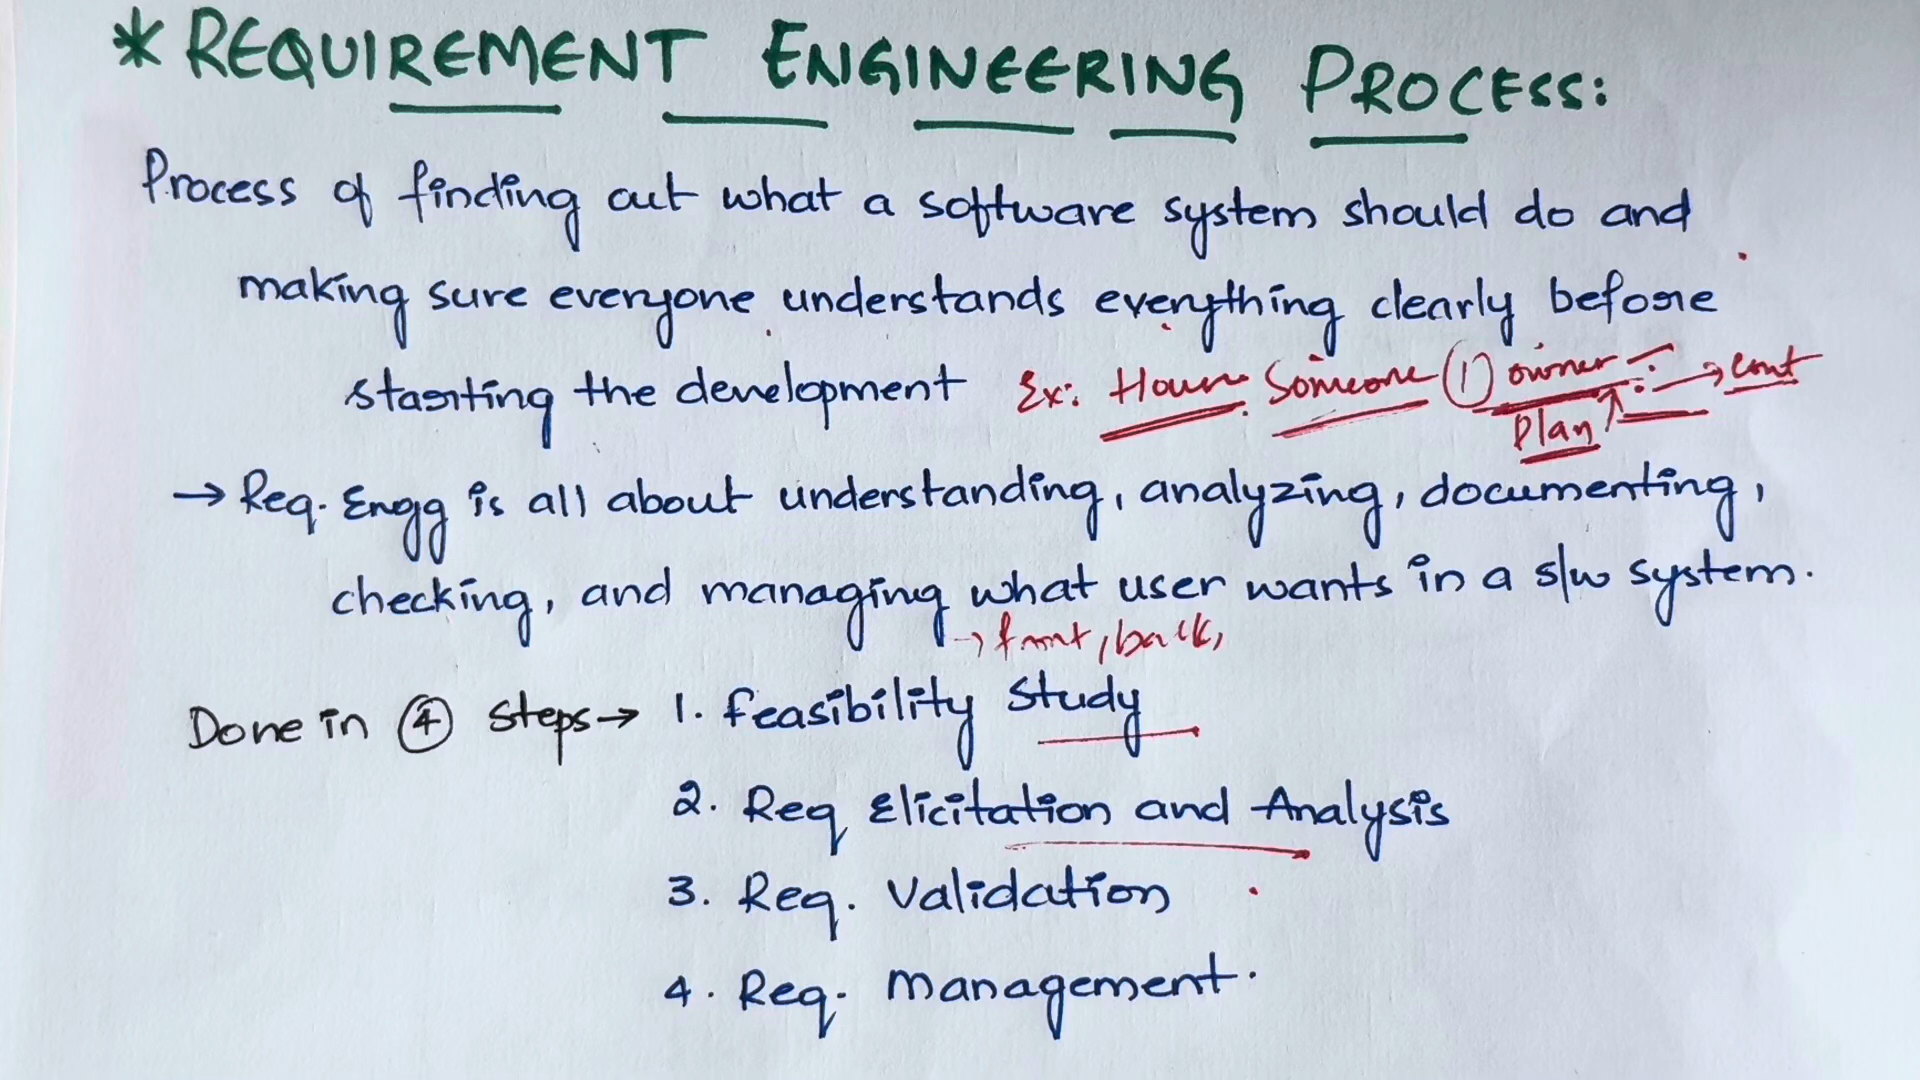 * REQUIREMENT ENGINEERING PROCESS:
Process of finding out what a software system should do and
making sure everyone understands everything clearly before
starting the development Ex: House Someone (1) owner → cont
Plan
→ Req. Engg is all about understanding, analyzing, documenting,
checking, and managing what user wants in a s/w system.
→ front, back,
Done in 4 steps → 1. Feasibility Study
2. Req Elicitation and Analysis
3. Req. Validation
4. Req. Management.